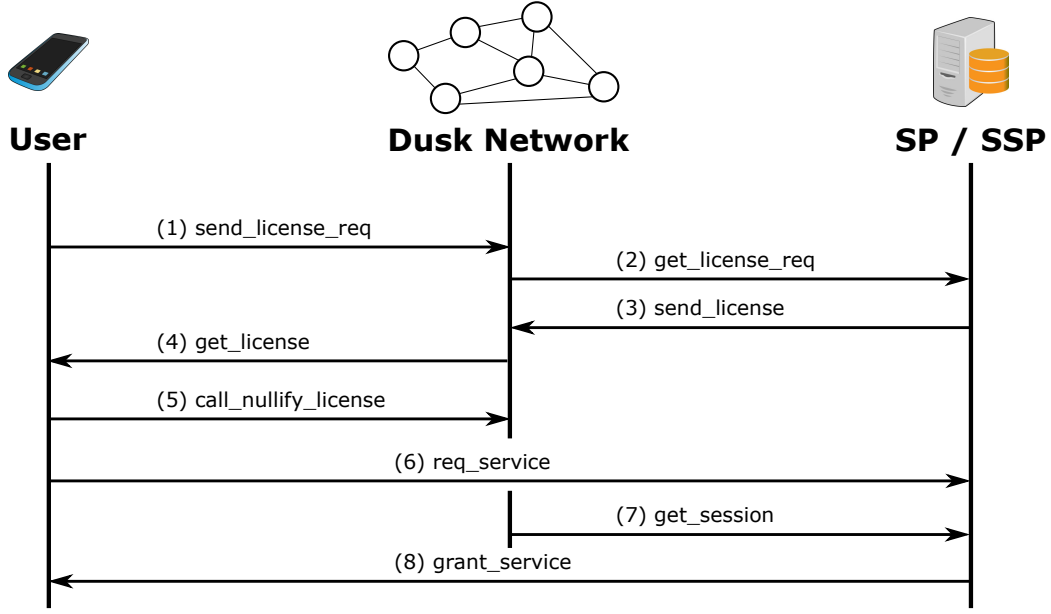 User
Dusk Network
SP / SSP
(1) send_license_req
(2) get_license_req
(3) send_license
(4) get_license
(5) call_nullify_license
(6) req_service
(7) get_session
(8) grant_service